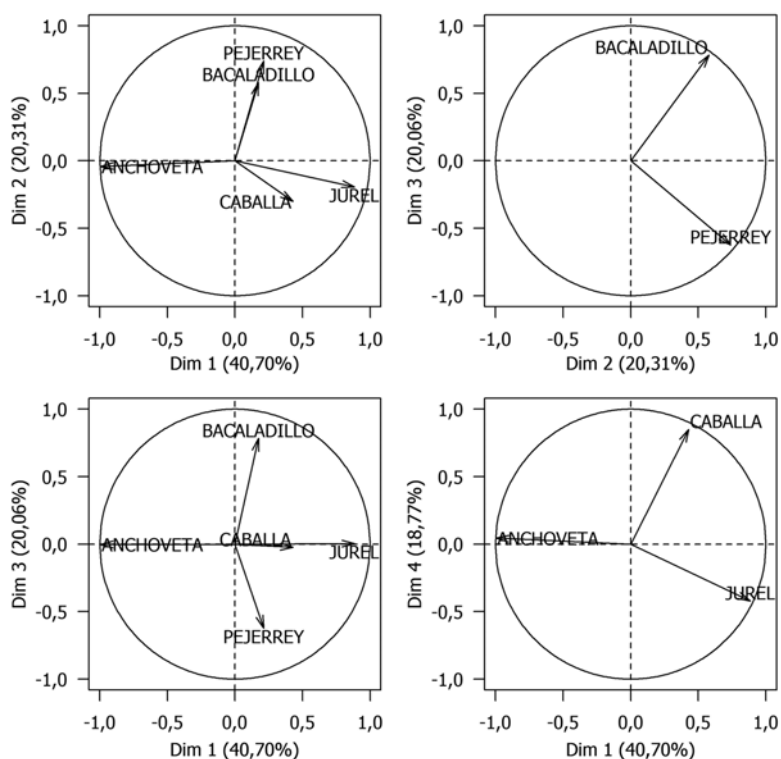 1,0
0,5
0,0
-0,5
-1,0
Dim 2 (20,31%)
PEJERREY
BACALADILLO
ANCHOVETA
CABALLA
JUREL
-1,0 -0,5 0,0 0,5 1,0
Dim 1 (40,70%)
1,0
0,5
0,0
-0,5
-1,0
Dim 3 (20,06%)
BACALADILLO
PEJERREY
-1,0 -0,5 0,0 0,5 1,0
Dim 2 (20,31%)
1,0
0,5
0,0
-0,5
-1,0
Dim 3 (20,06%)
BACALADILLO
CABALLA
ANCHOVETA
JUREL
PEJERREY
-1,0 -0,5 0,0 0,5 1,0
Dim 1 (40,70%)
1,0
0,5
0,0
-0,5
-1,0
Dim 4 (18,77%)
CABALLA
ANCHOVETA
JUREL
-1,0 -0,5 0,0 0,5 1,0
Dim 1 (40,70%)